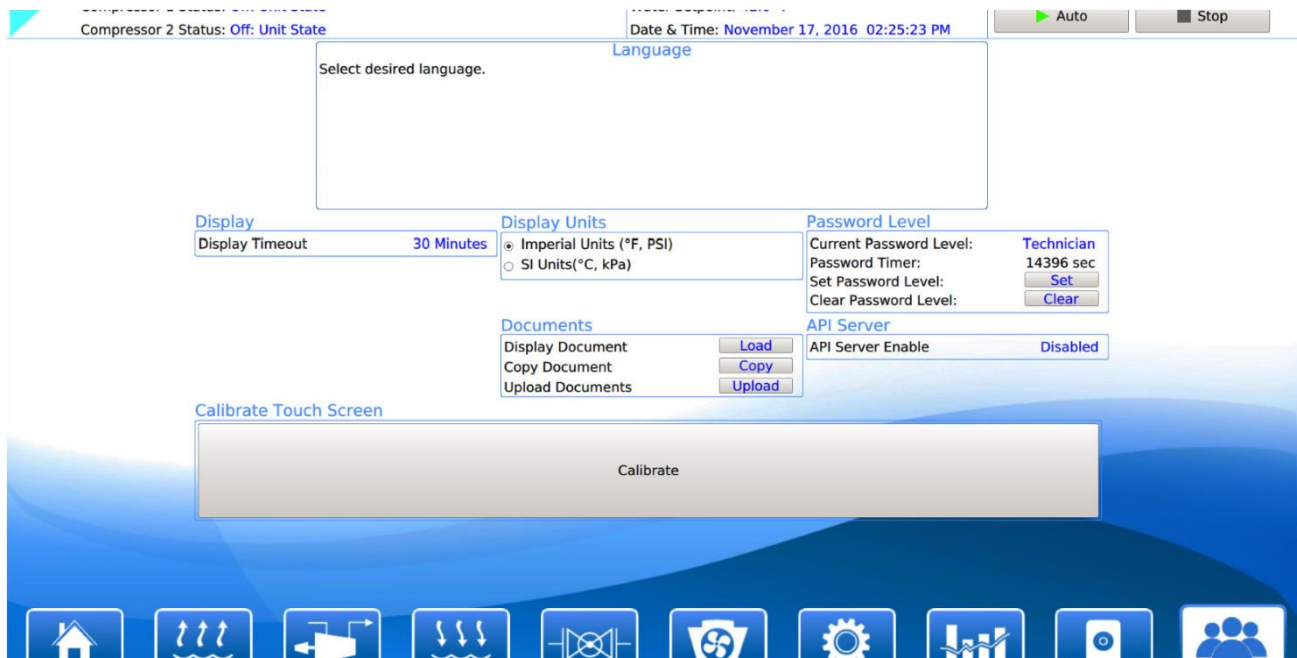 Compressor 2 Status: Off: Unit State
Date & Time: November 17, 2016 02:25:23 PM
Auto
Stop
Language
Select desired language.
Display
Display Timeout 30 Minutes
Display Units
Imperial Units (°F, PSI)
SI Units(°C, kPa)
Password Level
Current Password Level: Technician
Password Timer: 14396 sec
Set Password Level: Set
Clear Password Level: Clear
Documents
Display Document Load
Copy Document Copy
Upload Documents Upload
API Server
API Server Enable Disabled
Calibrate Touch Screen
Calibrate